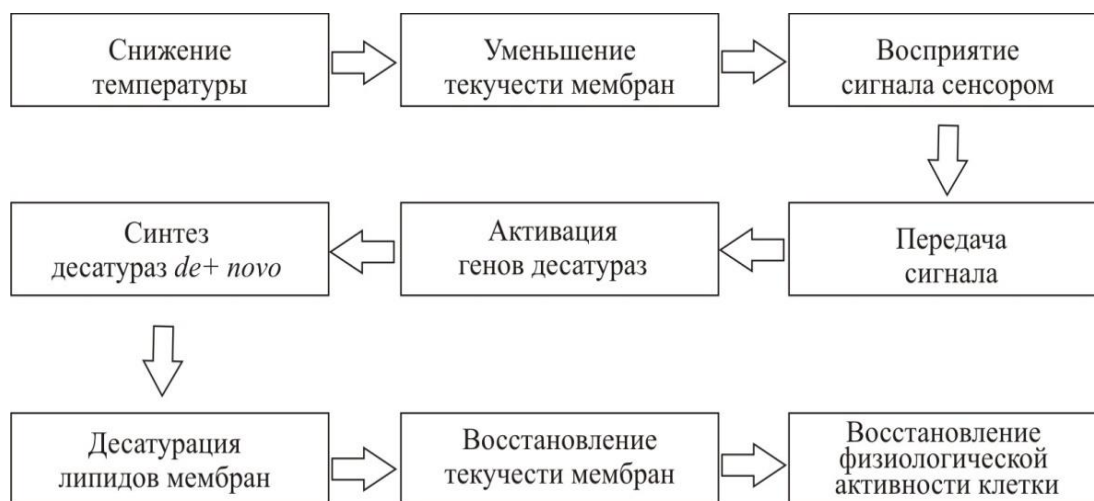 Снижение
температуры
Уменьшение
текучести мембран
Восприятие
сигнала сенсором
Передача
сигнала
Активация
генов десатураз
Синтез
десатураз de+ novo
Десатурация
липидов мембран
Восстановление
текучести мембран
Восстановление
физиологической
активности клетки